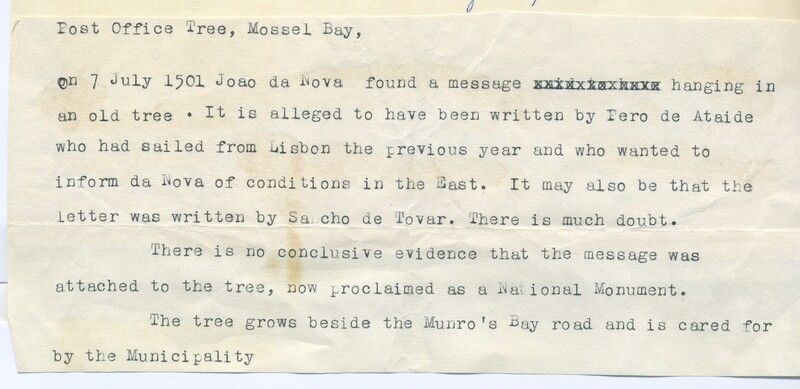 Post Office Tree, Mossel Bay,
On 7 July 1501 Joao da Nova found a message hanging in
an old tree . It is alleged to have been written by Pero de Ataide
who had sailed from Lisbon the previous year and who wanted to
inform da Nova of conditions in the East. It may also be that the
letter was written by Sancho de Tovar. There is much doubt.
There is no conclusive evidence that the message was
attached to the tree, now proclaimed as a National Monument.
The tree grows beside the Munro's Bay road and is cared for
by the Municipality